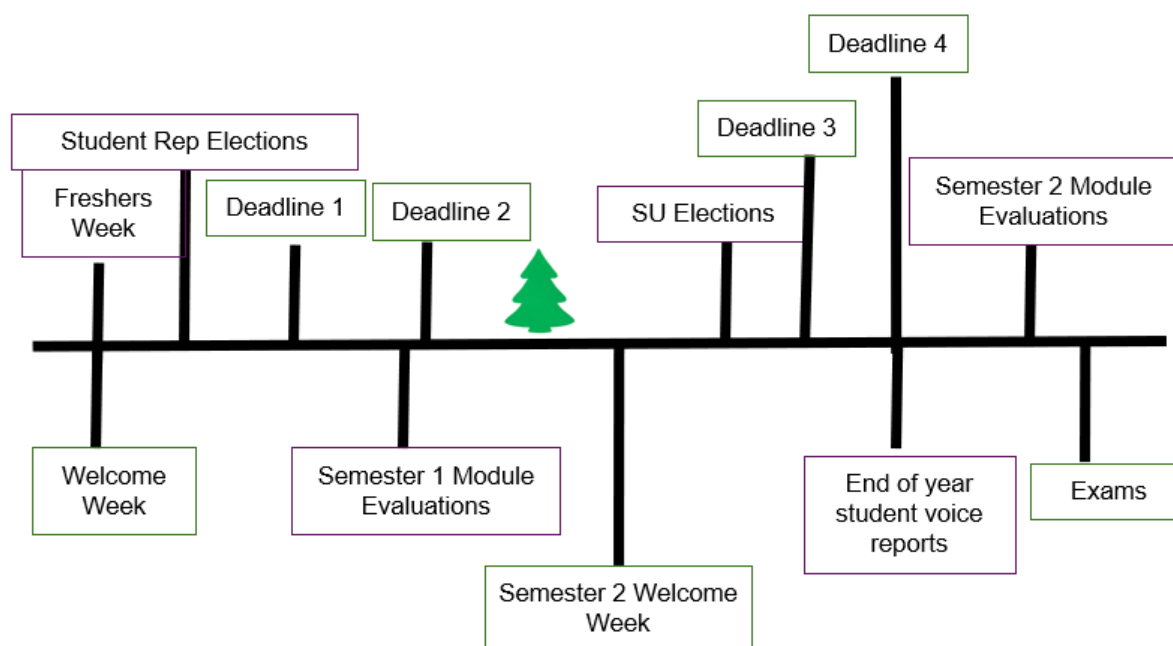 Deadline 4
Student Rep Elections
Deadline 3
Freshers
Week
Deadline 1
Deadline 2
SU Elections
Semester 2 Module
Evaluations
Welcome
Week
Semester 1 Module
Evaluations
End of year
student voice
reports
Exams
Semester 2 Welcome
Week